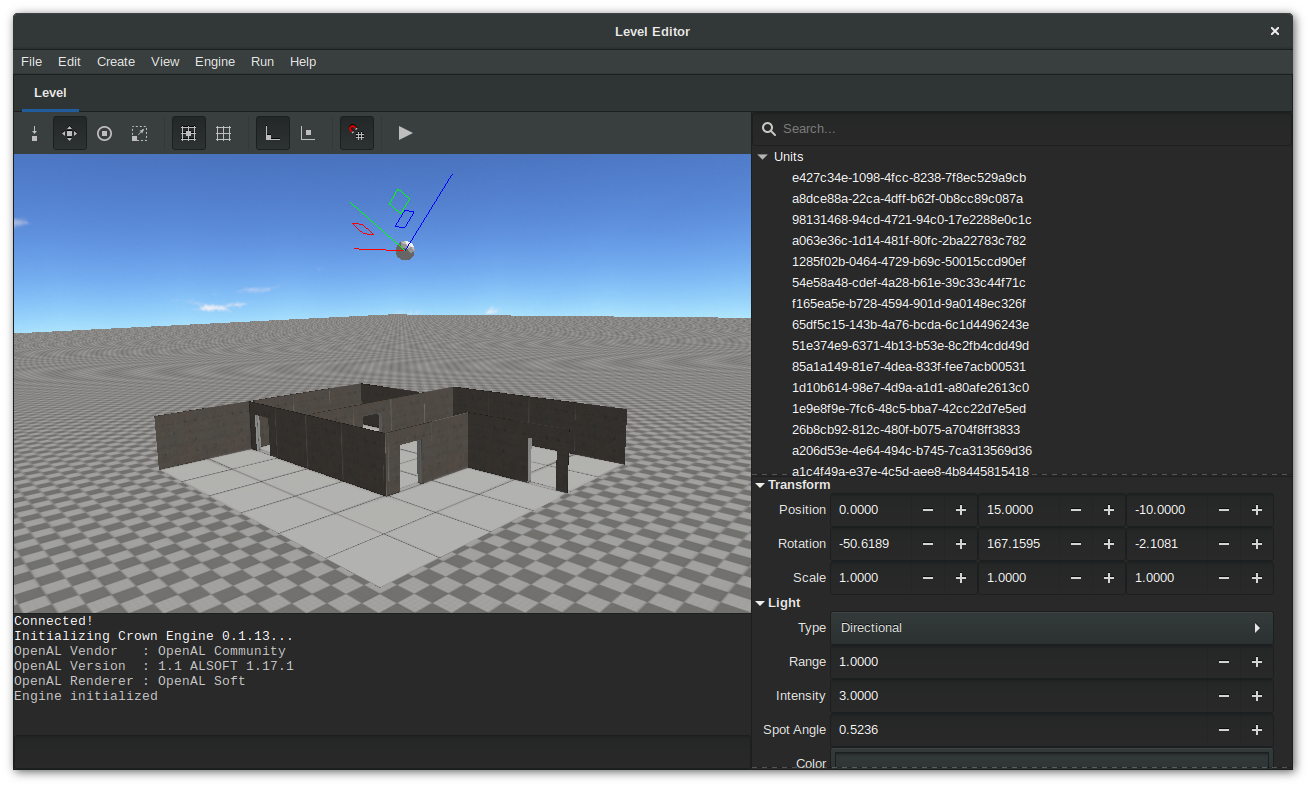 Level Editor
File Edit Create View Engine Run Help
Level
Search...
Units
e427c34e-1098-4fcc-8238-7f8ec529a9cb
a8dce88a-22ca-4dff-b62f-0b8cc89c087a
98131468-94cd-4721-94c0-17e2288e0c1c
a063e36c-1d14-481f-80fc-2ba22783c782
1285f02b-0464-4729-b69c-50015ccd90ef
54e58a48-cdef-4a28-b61e-39c33c44f71c
f165ea5e-b728-4594-901d-9a0148ec326f
65df5c15-143b-4a76-bcda-6c1d4496243e
51e374e9-6371-4b13-b53e-8c2fb4cdd49d
85a1a149-81e7-4dea-833f-fee7acb00531
1d10b614-98e7-4d9a-a1d1-a80afe2613c0
1e9e8f9e-7fc6-48c5-bba7-42cc22d7e5ed
26b8cb92-812c-480f-b075-a704f8ff3833
a206d53e-4e64-494c-b745-7ca313569d36
a1c4f49a-e37e-4c5d-aee8-4b8445815418
Transform
Position 0.0000 15.0000 -10.0000
Rotation -50.6189 167.1595 -2.1081
Scale 1.0000 1.0000 1.0000
Light
Type Directional
Range 1.0000
Intensity 3.0000
Spot Angle 0.5236
Color
Connected!
Initializing Crown Engine 0.1.13...
OpenAL Vendor : OpenAL Community
OpenAL Version : 1.1 ALSOFT 1.17.1
OpenAL Renderer : OpenAL Soft
Engine initialized